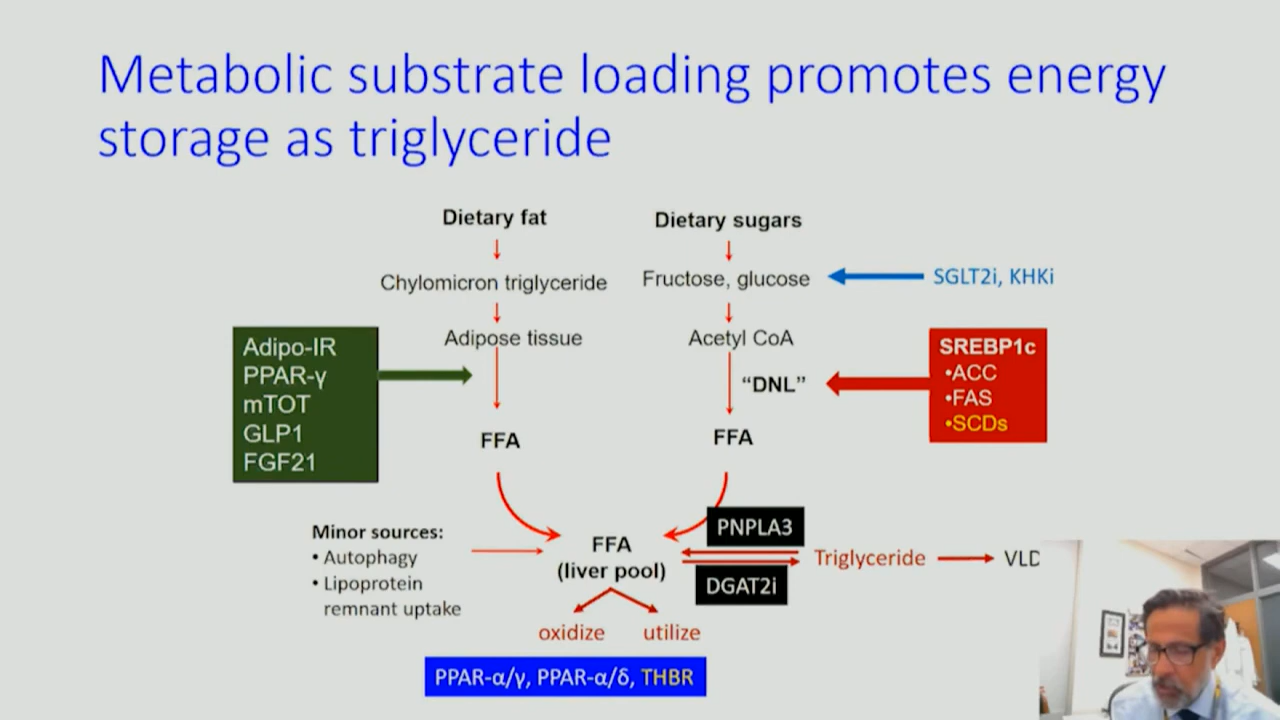 Metabolic substrate loading promotes energy
storage as triglyceride
Dietary fat
Dietary sugars
Chylomicron triglyceride
Fructose, glucose
SGLT2i, KHKi
Adipose tissue
Acetyl CoA
Adipo-IR
PPAR-γ
mTOT
GLP1
FGF21
"DNL"
SREBP1c
•ACC
•FAS
•SCDs
FFA
FFA
Minor sources:
• Autophagy
• Lipoprotein
remnant uptake
FFA
(liver pool)
PNPLA3
DGAT2i
Triglyceride
VLD
oxidize
utilize
PPAR-α/γ, PPAR-α/δ, THBR